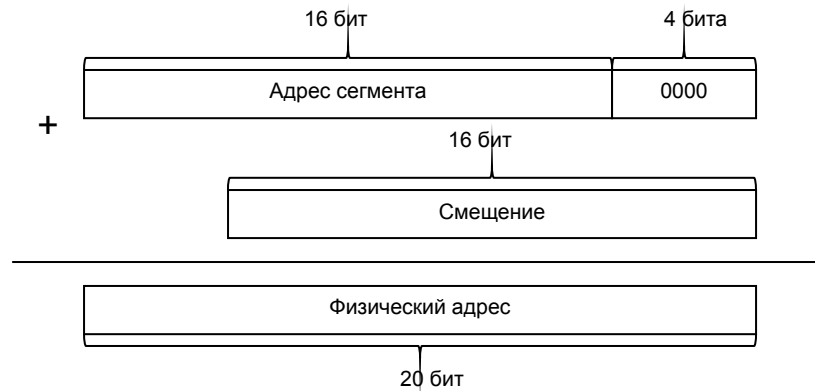 16 бит 4 бита
Адрес сегмента 0000
+
16 бит
Смещение
Физический адрес
20 бит